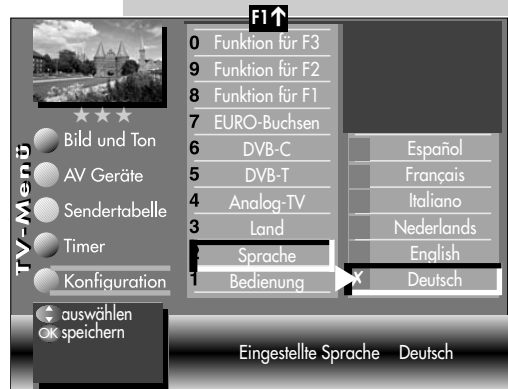 F1↑
TV-Menü
Bild und Ton
AV Geräte
Sendertabelle
Timer
Konfiguration
auswählen
OK speichern
0 Funktion für F3
9 Funktion für F2
8 Funktion für F1
7 EURO-Buchsen
6 DVB-C
5 DVB-T
4 Analog-TV
3 Land
2 Sprache
1 Bedienung
Español
Français
Italiano
Nederlands
English
X Deutsch
Eingestellte Sprache Deutsch